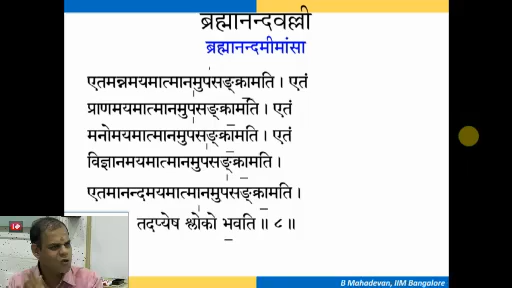 ब्रह्मानन्दवल्ली
ब्रह्मानन्दमीमांसा
एतमन्नमयमात्मानमुपसङ्क्रामति । एतं
प्राणमयमात्मानमुपसङ्क्रामति । एतं
मनोमयमात्मानमुपसङ्क्रामति । एतं
विज्ञानमयमात्मानमुपसङ्क्रामति ।
एतमानन्दमयमात्मानमुपसङ्क्रामति ।
तदप्येष श्लोको भवति ॥ ८ ॥
B Mahadevan, IIM Bangalore